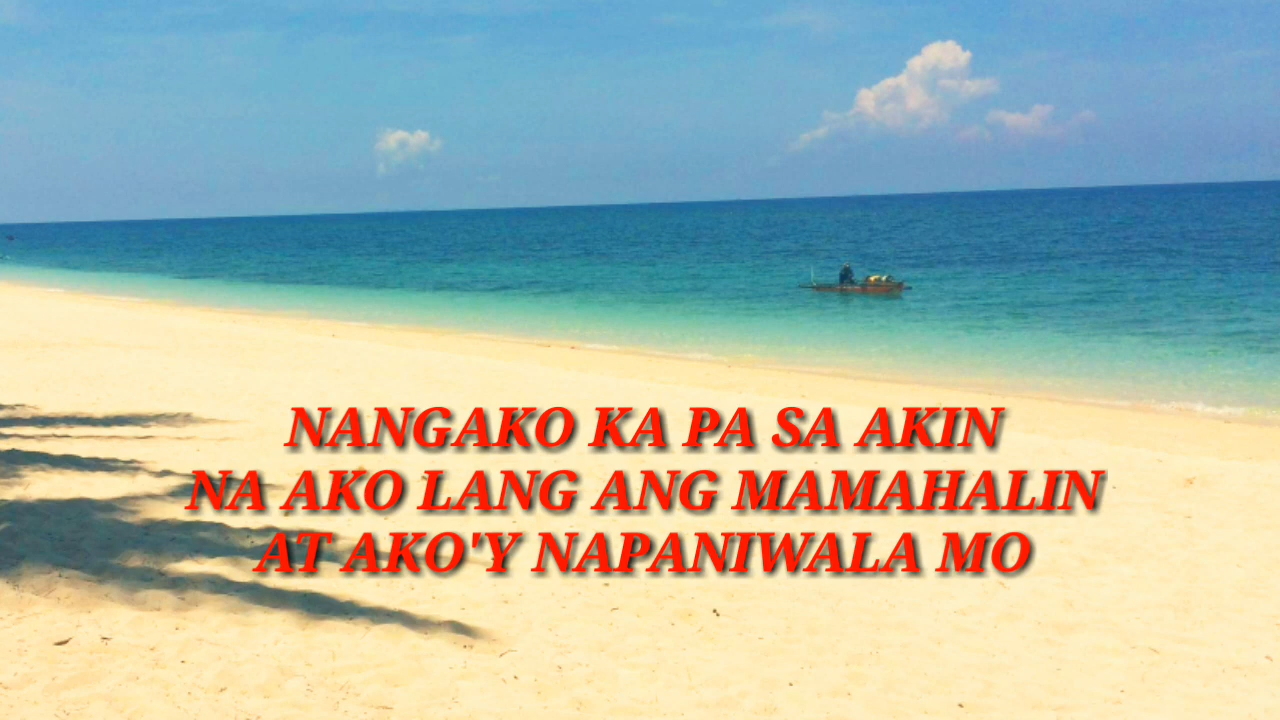 NANGAKO KA PA SA AKIN
NA AKO LANG ANG MAMAHALIN
AT AKO'Y NAPANIWALA MO